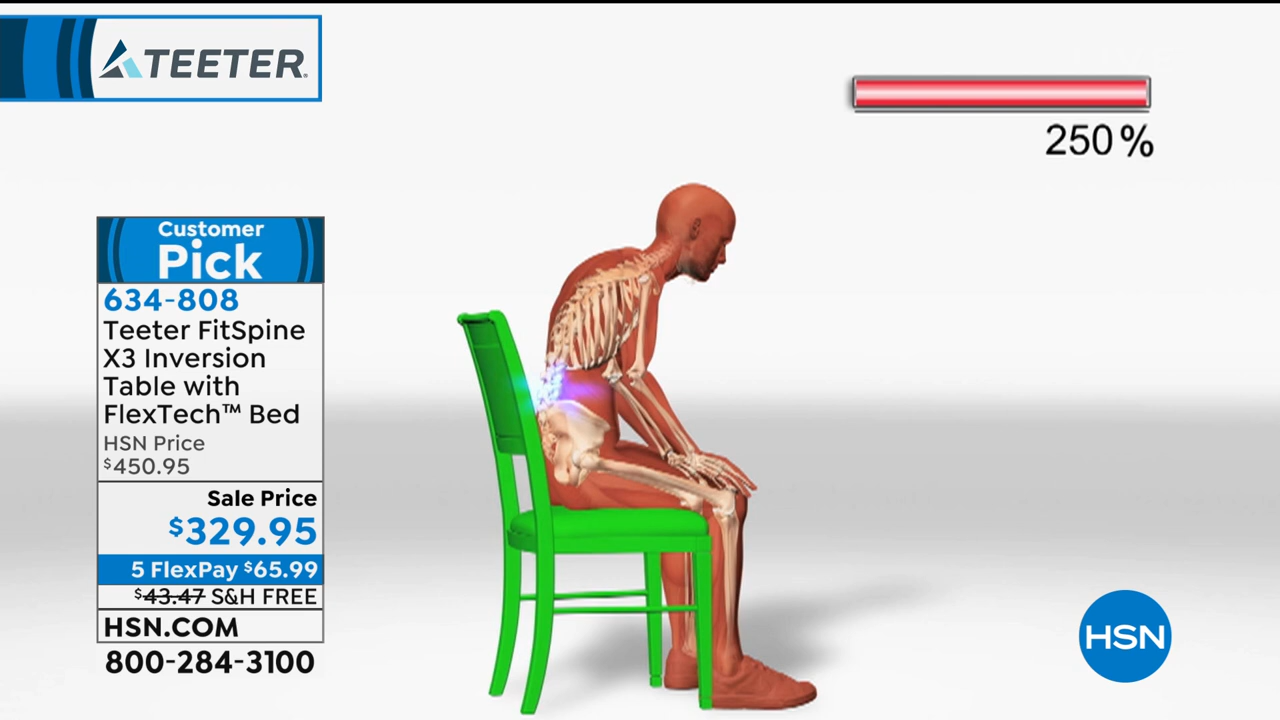 TEETER®
250%
Customer
Pick
634-808
Teeter FitSpine
X3 Inversion
Table with
FlexTech™ Bed
HSN Price
$450.95
Sale Price
$329.95
5 FlexPay $65.99
$43.47 S&H FREE
HSN.COM
800-284-3100
HSN